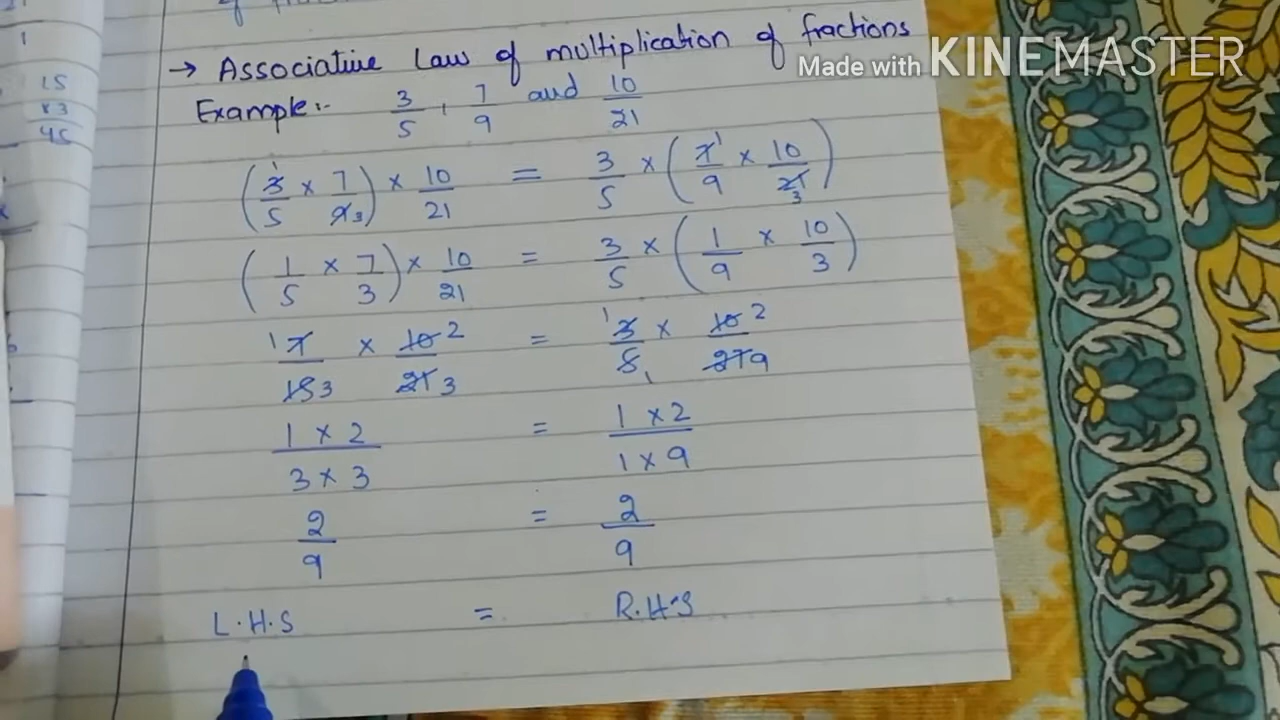 Made with KINEMASTER
→ Associative Law of multiplication of fractions
Example:- 3/5, 7/9 and 10/21
(3/5 × 7/9) × 10/21 = 3/5 × (7/9 × 10/21)
(1/5 × 7/3) × 10/21 = 3/5 × (1/9 × 10/3)
7/15 × 10/21 = 3/5 × 10/27
1 × 2 / 3 × 3 = 1 × 2 / 1 × 9
2/9 = 2/9
L.H.S = R.H.S
15
×3
45